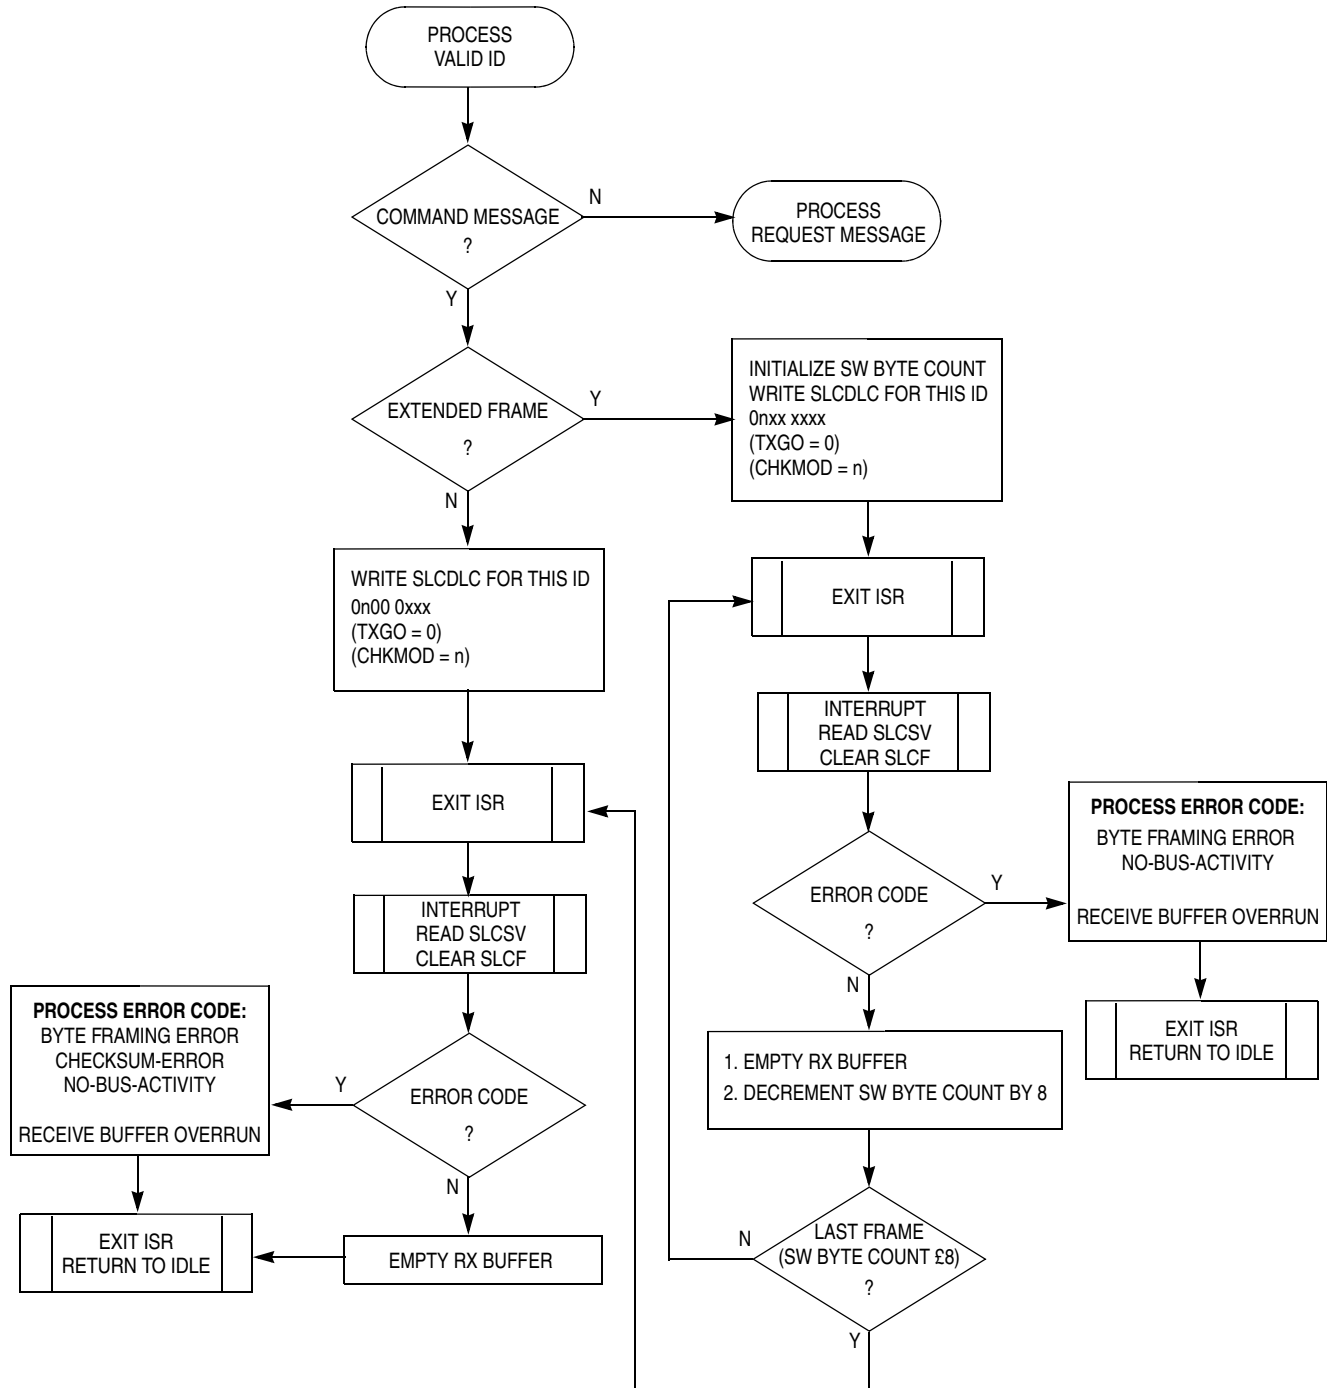 PROCESS
VALID ID
COMMAND MESSAGE
?
N
PROCESS
REQUEST MESSAGE
Y
EXTENDED FRAME
?
Y
INITIALIZE SW BYTE COUNT
WRITE SLCDLC FOR THIS ID
0nxx xxxx
(TXGO = 0)
(CHKMOD = n)
N
WRITE SLCDLC FOR THIS ID
0n00 0xxx
(TXGO = 0)
(CHKMOD = n)
EXIT ISR
INTERRUPT
READ SLCSV
CLEAR SLCF
ERROR CODE
?
Y
PROCESS ERROR CODE:
BYTE FRAMING ERROR
NO-BUS-ACTIVITY
RECEIVE BUFFER OVERRUN
EXIT ISR
RETURN TO IDLE
N
1. EMPTY RX BUFFER
2. DECREMENT SW BYTE COUNT BY 8
LAST FRAME
(SW BYTE COUNT £8)
?
N
Y
EXIT ISR
INTERRUPT
READ SLCSV
CLEAR SLCF
ERROR CODE
?
Y
PROCESS ERROR CODE:
BYTE FRAMING ERROR
CHECKSUM-ERROR
NO-BUS-ACTIVITY
RECEIVE BUFFER OVERRUN
N
EMPTY RX BUFFER
EXIT ISR
RETURN TO IDLE